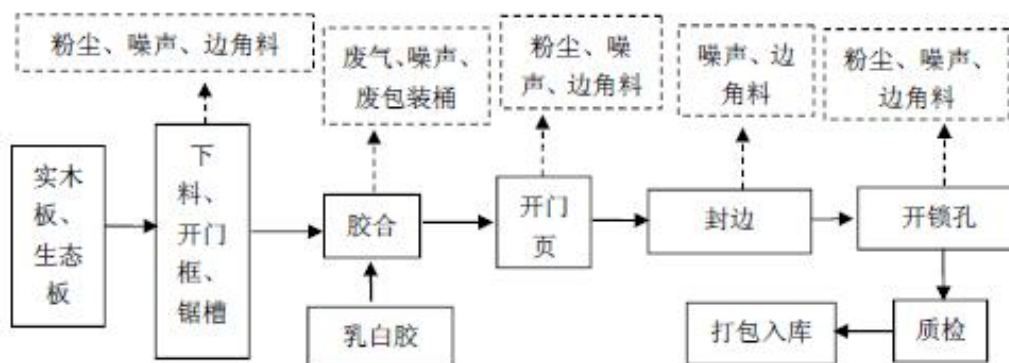 粉尘、噪声、边角料
废气、噪声、
废包装桶
粉尘、噪
声、边角料
噪声、边
角料
粉尘、噪声、
边角料
实木
板、
生态
板
下
料、
开门
框、
锯槽
胶合
开门
页
封边
开锁孔
乳白胶
打包入库
质检